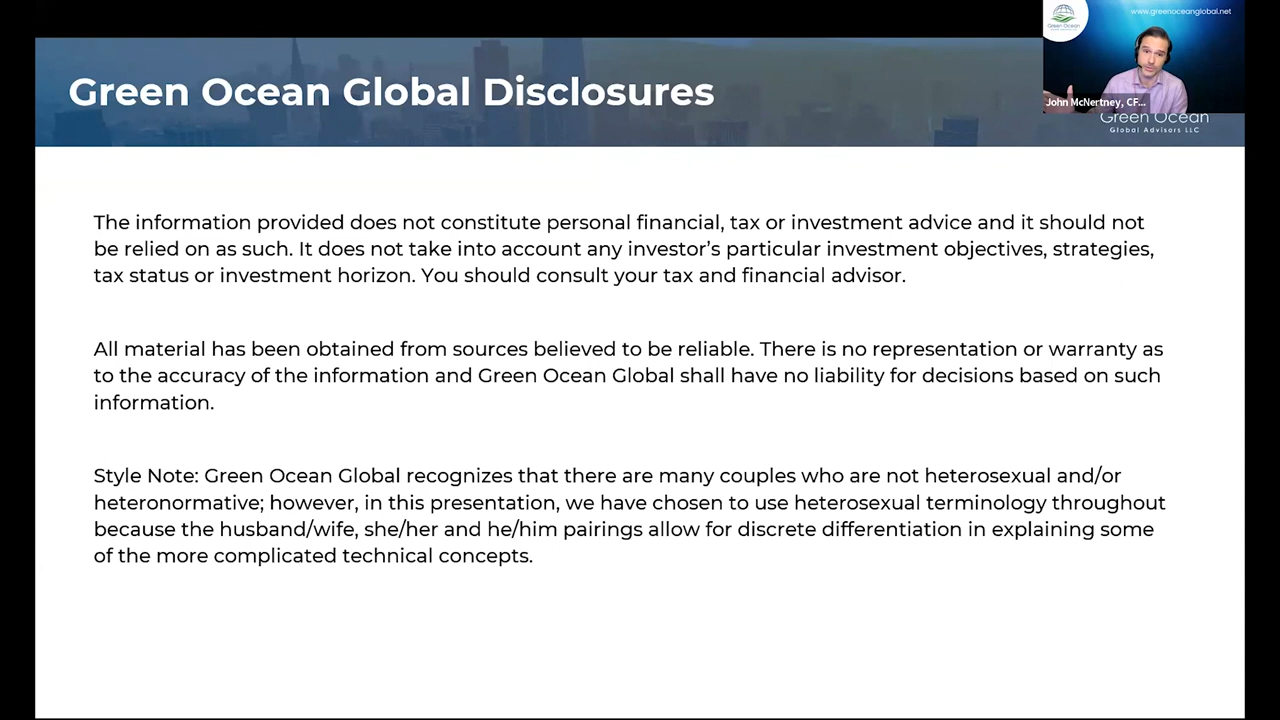 www.greenoceanglobal.net
Green Ocean Global Disclosures
John McNertney, CF...
Green Ocean
Global Advisors LLC
The information provided does not constitute personal financial, tax or investment advice and it should not
be relied on as such. It does not take into account any investor’s particular investment objectives, strategies,
tax status or investment horizon. You should consult your tax and financial advisor.
All material has been obtained from sources believed to be reliable. There is no representation or warranty as
to the accuracy of the information and Green Ocean Global shall have no liability for decisions based on such
information.
Style Note: Green Ocean Global recognizes that there are many couples who are not heterosexual and/or
heteronormative; however, in this presentation, we have chosen to use heterosexual terminology throughout
because the husband/wife, she/her and he/him pairings allow for discrete differentiation in explaining some
of the more complicated technical concepts.